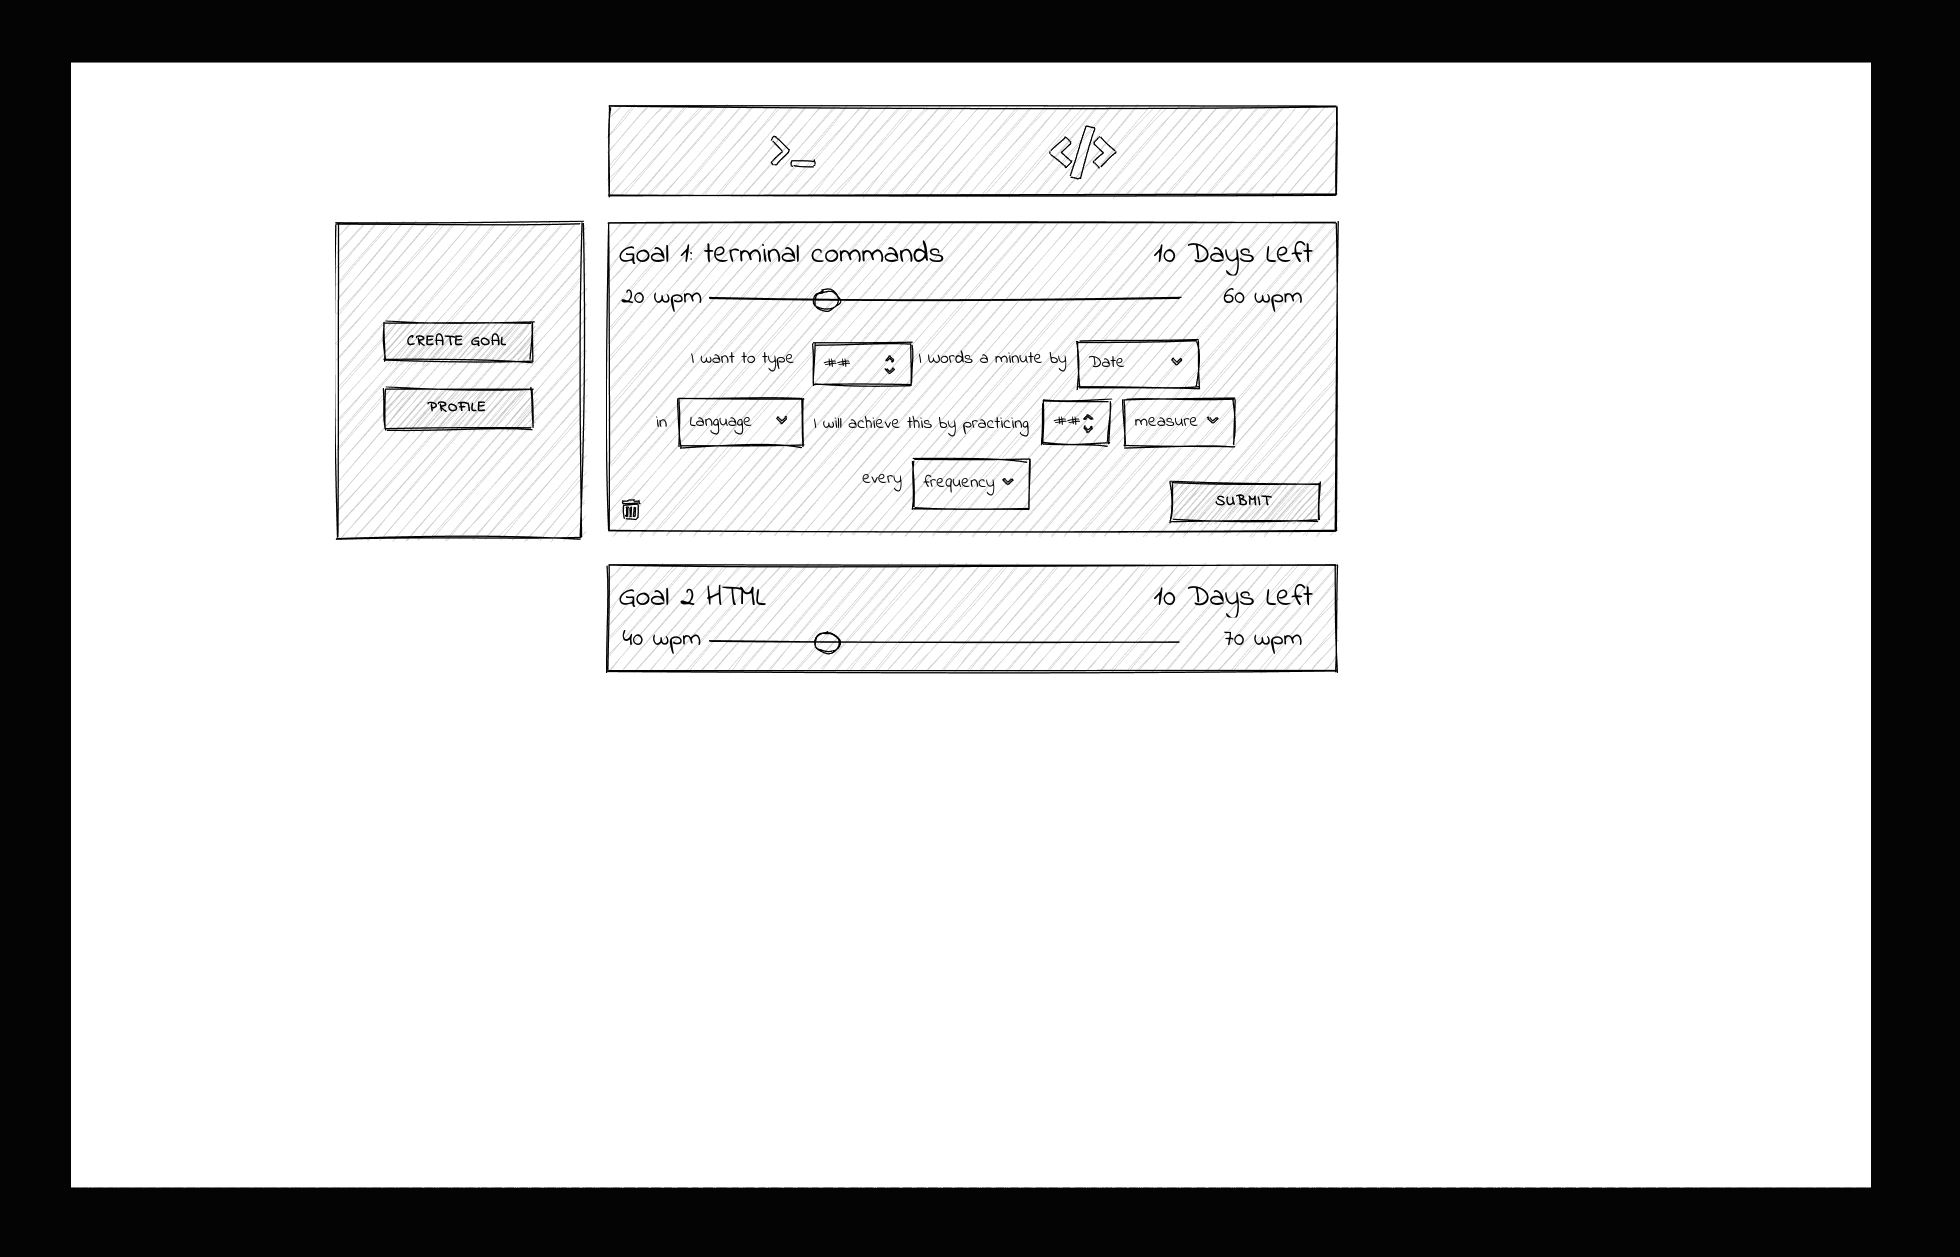 >_ </>
CREATE GOAL
PROFILE
Goal 1: terminal commands 10 Days Left
20 wpm 60 wpm
I want to type ## I words a minute by Date
in Language I will achieve this by practicing ## measure
every frequency
SUBMIT
Goal 2 HTML 10 Days Left
40 wpm 70 wpm